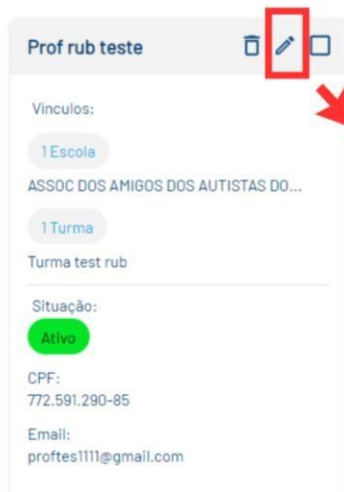 Prof rub teste
Vinculos:
1 Escola
ASSOC DOS AMIGOS DOS AUTISTAS DO...
1 Turma
Turma test rub
Situação:
Ativo
CPF:
772.591.290-85
Email:
proftes1111@gmail.com